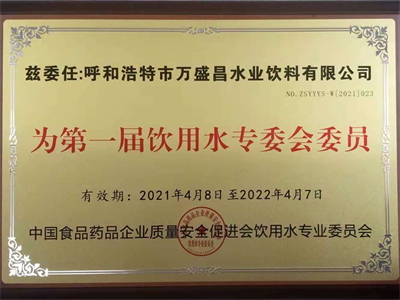 兹委任:呼和浩特市万盛昌水业饮料有限公司
NO.ZSYYYS-W[2021]023
为第一届饮用水专委会委员
有效期：2021年4月8日至2022年4月7日
中国食品药品企业质量安全促进会饮用水专业委员会